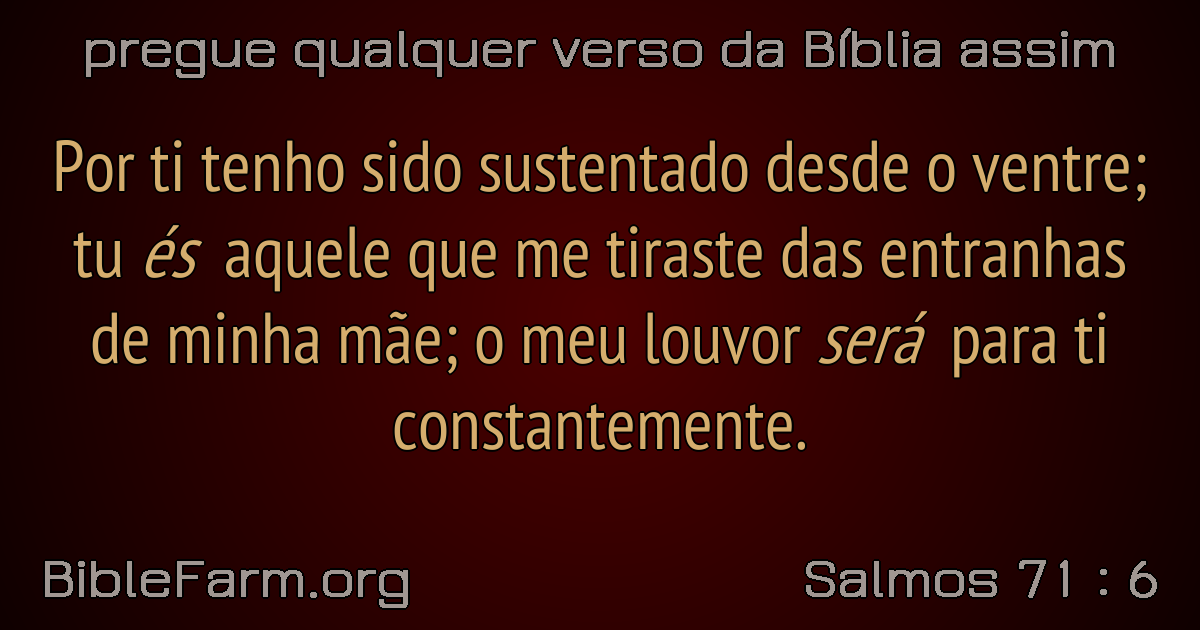 pregue qualquer verso da Bíblia assim
Por ti tenho sido sustentado desde o ventre;
tu és aquele que me tiraste das entranhas
de minha mãe; o meu louvor será para ti
constantemente.
BibleFarm.org
Salmos 71 : 6